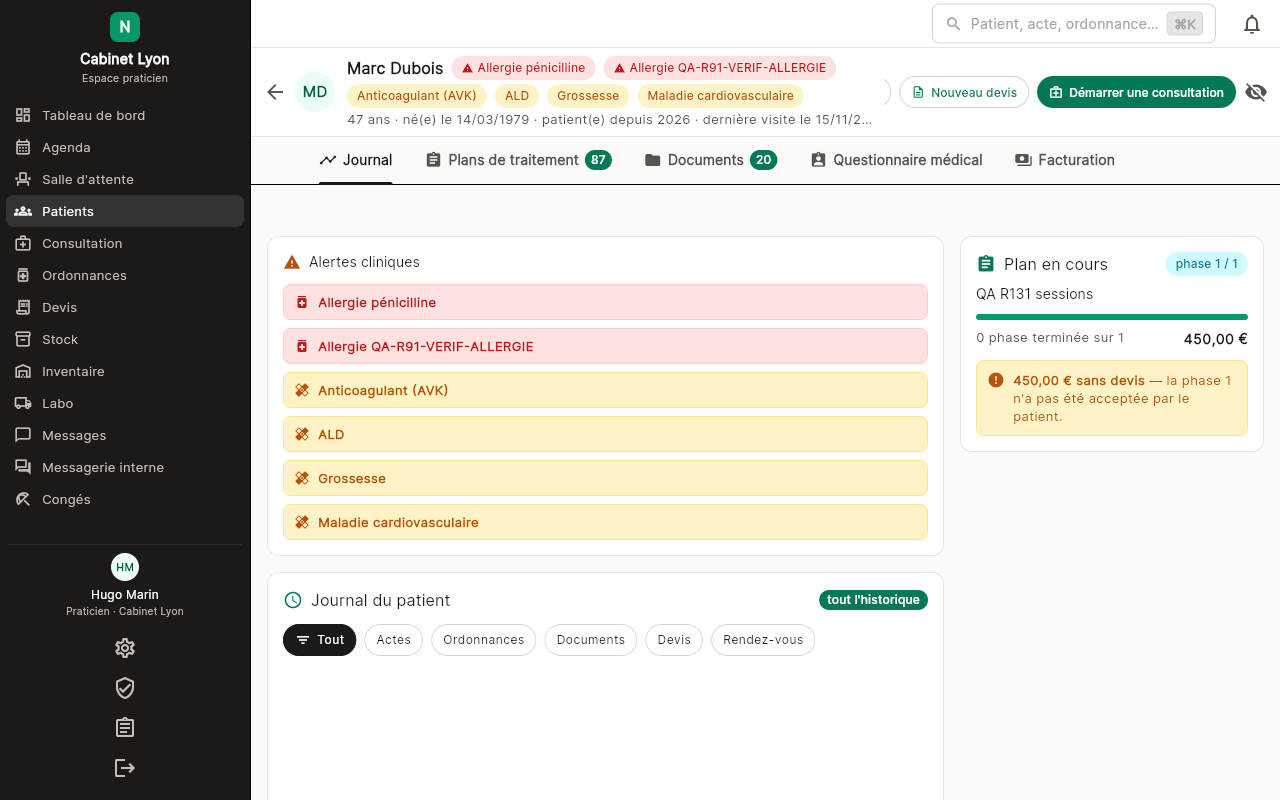 N
Cabinet Lyon
Espace praticien
Tableau de bord
Agenda
Salle d'attente
Patients
Consultation
Ordonnances
Devis
Stock
Inventaire
Labo
Messages
Messagerie interne
Congés
HM
Hugo Marin
Praticien · Cabinet Lyon
Patient, acte, ordonnance... ⌘K
MD
Marc Dubois
Allergie pénicilline
Allergie QA-R91-VERIF-ALLERGIE
Anticoagulant (AVK)
ALD
Grossesse
Maladie cardiovasculaire
47 ans · né(e) le 14/03/1979 · patient(e) depuis 2026 · dernière visite le 15/11/2...
Nouveau devis
Démarrer une consultation
Journal
Plans de traitement 87
Documents 20
Questionnaire médical
Facturation
Alertes cliniques
Allergie pénicilline
Allergie QA-R91-VERIF-ALLERGIE
Anticoagulant (AVK)
ALD
Grossesse
Maladie cardiovasculaire
Plan en cours
phase 1 / 1
QA R131 sessions
0 phase terminée sur 1
450,00 €
450,00 € sans devis — la phase 1
n'a pas été acceptée par le
patient.
Journal du patient
tout l'historique
Tout
Actes
Ordonnances
Documents
Devis
Rendez-vous